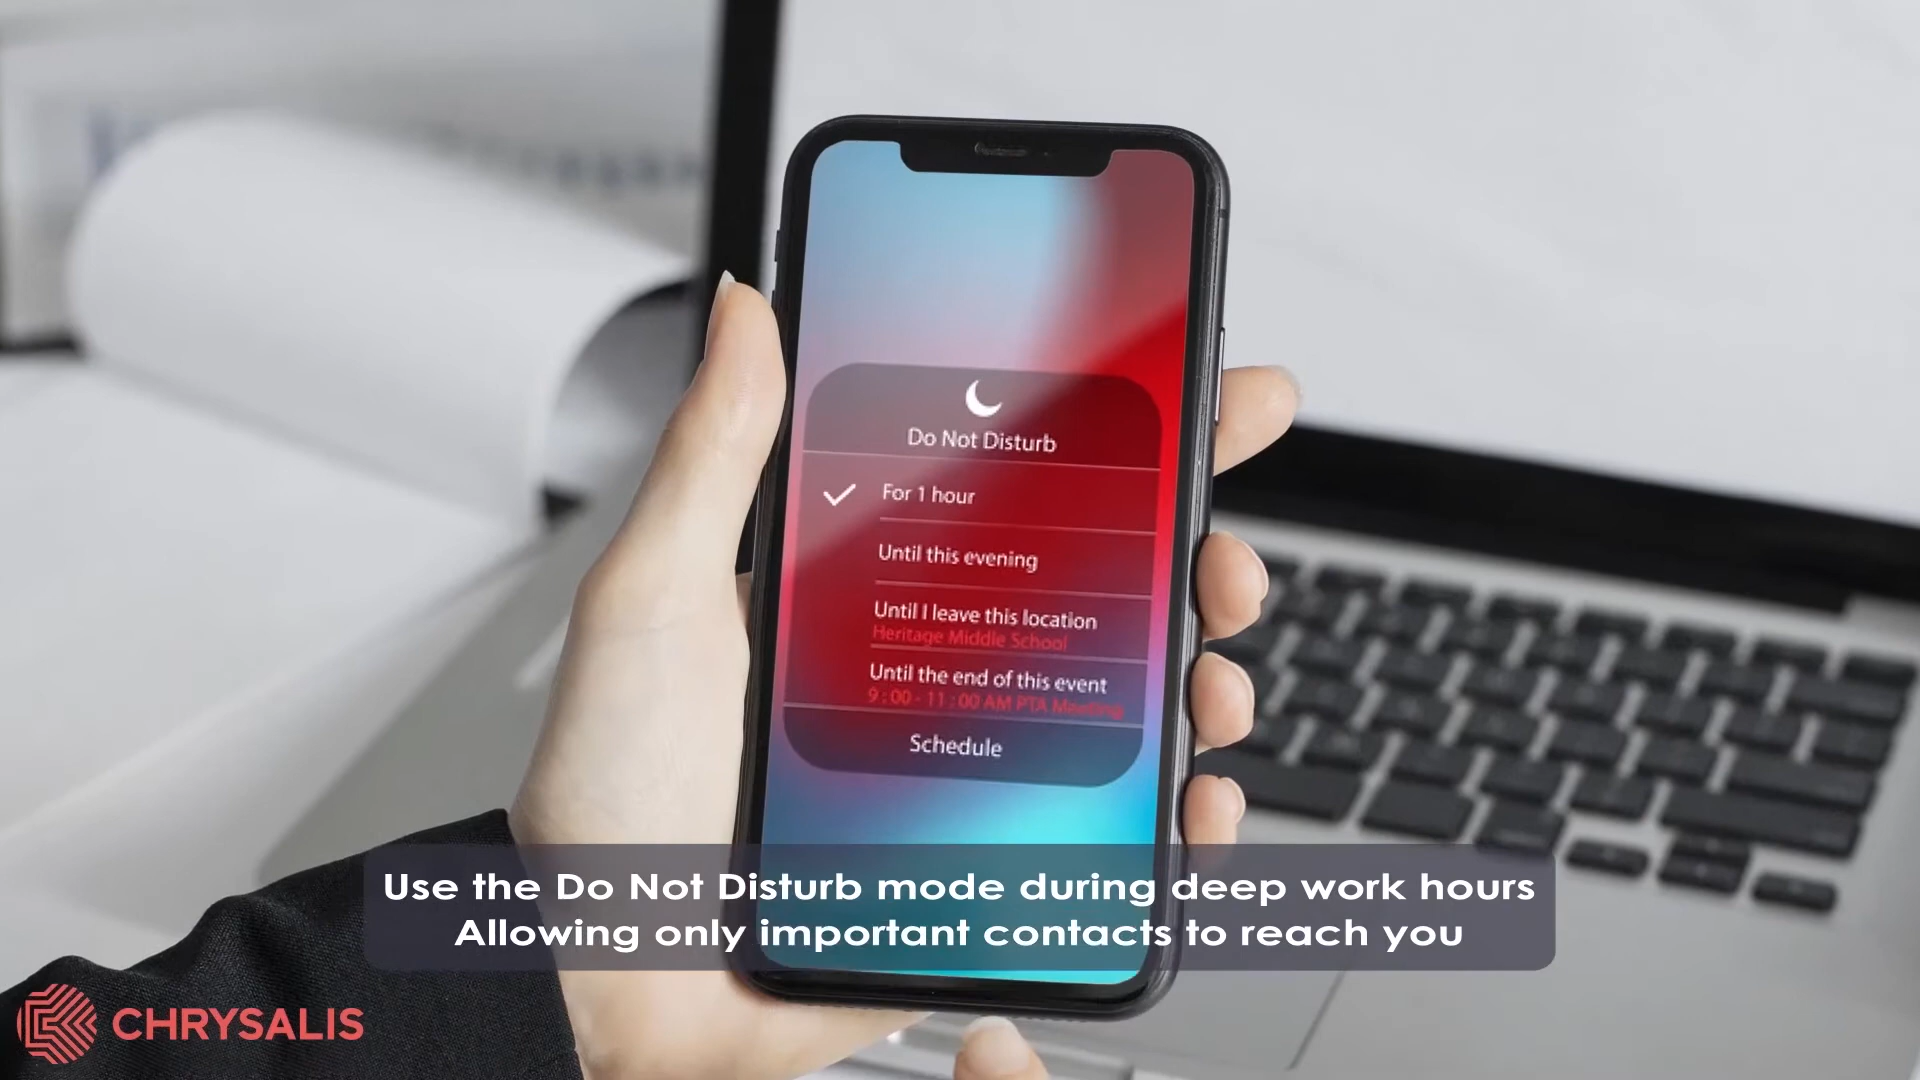 Do Not Disturb
For 1 hour
Until this evening
Until I leave this location
Heritage Middle School
Until the end of this event
9:00 - 11:00 AM PTA Meeting
Schedule
Use the Do Not Disturb mode during deep work hours
Allowing only important contacts to reach you
CHRYSALIS